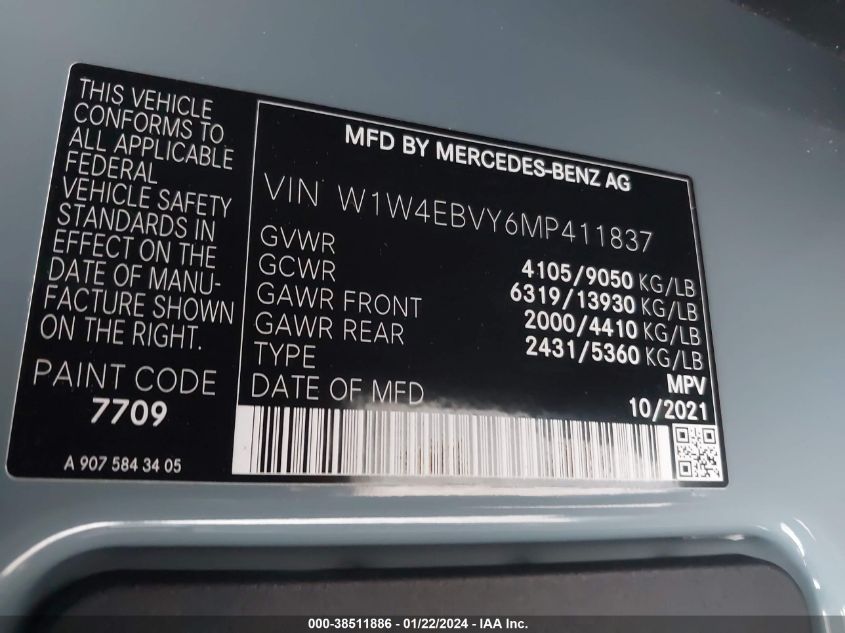 THIS VEHICLE
CONFORMS TO
ALL APPLICABLE
FEDERAL
VEHICLE SAFETY
STANDARDS IN
EFFECT ON THE
DATE OF MANU-
FACTURE SHOWN
ON THE RIGHT.
PAINT CODE
7709
A 907 584 34 05
MFD BY MERCEDES-BENZ AG
VIN W1W4EBVY6MP411837
GVWR 4105/9050 KG/LB
GCWR 6319/13930 KG/LB
GAWR FRONT 2000/4410 KG/LB
GAWR REAR 2431/5360 KG/LB
TYPE MPV
DATE OF MFD 10/2021
000-38511886 - 01/22/2024 - IAA Inc.